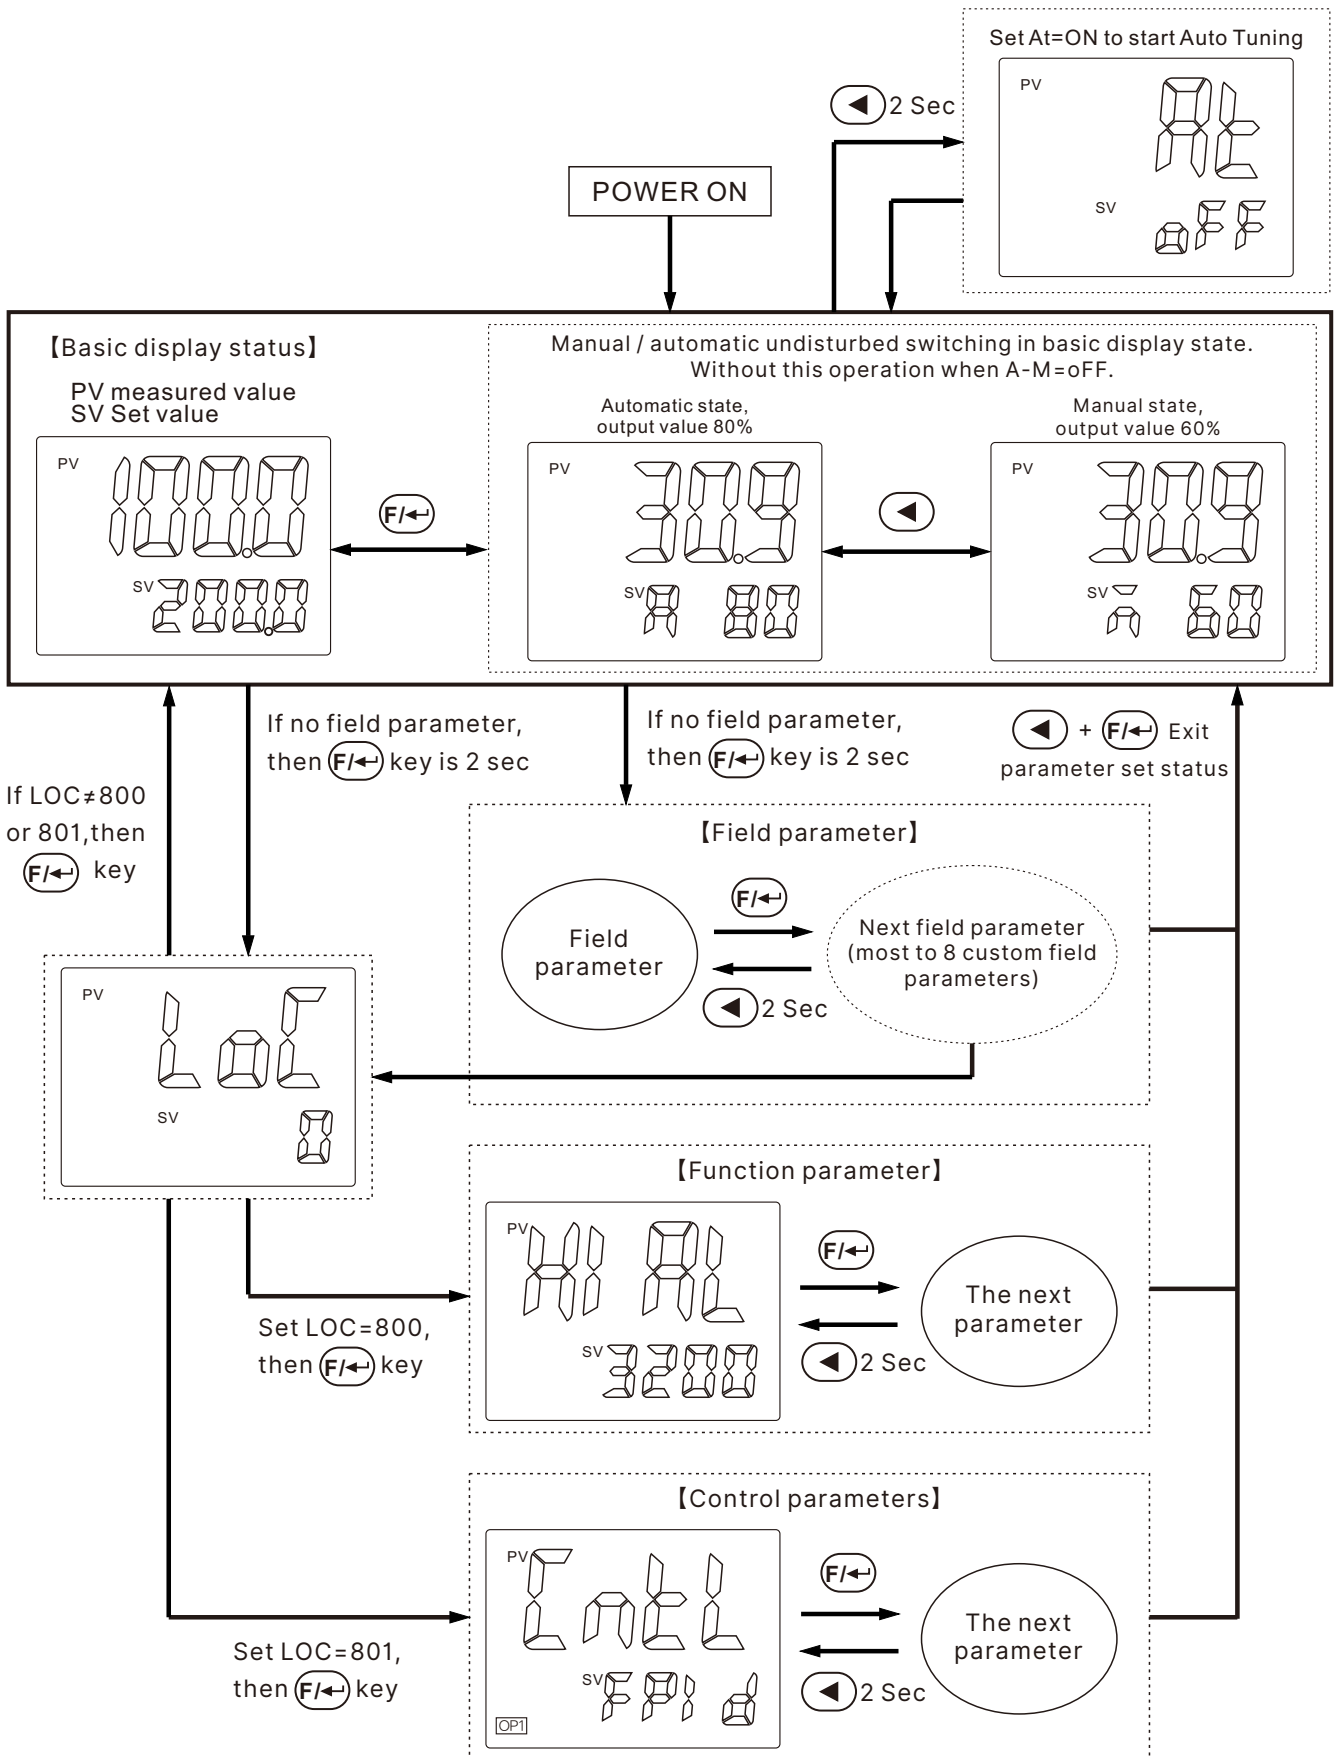 Set At=ON to start Auto Tuning
PV
At
SV
oFF
2 Sec
POWER ON
【Basic display status】
PV measured value
SV Set value
PV
100.0
SV
200.0
F/↵
Manual / automatic undisturbed switching in basic display state.
Without this operation when A-M=oFF.
Automatic state,
output value 80%
PV
30.9
SV
A 80
Manual state,
output value 60%
PV
30.9
SV
60
If no field parameter,
then F/↵ key is 2 sec
If no field parameter,
then F/↵ key is 2 sec
◀ + F/↵ Exit
parameter set status
If LOC≠800
or 801,then
F/↵ key
【Field parameter】
Field
parameter
F/↵
◀ 2 Sec
Next field parameter
(most to 8 custom field
parameters)
PV
LoC
SV
0
【Function parameter】
PV
HI AL
SV
3200
F/↵
◀ 2 Sec
The next
parameter
Set LOC=800,
then F/↵ key
【Control parameters】
PV
CntL
SV
FPId
OP1
F/↵
◀ 2 Sec
The next
parameter
Set LOC=801,
then F/↵ key